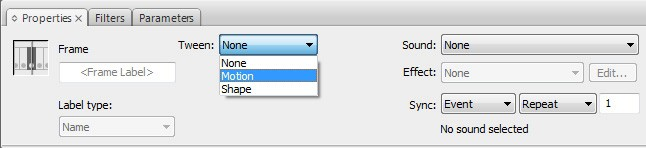 Properties × Filters Parameters
Frame
<Frame Label>
Label type:
Name
Tween: None
None
Motion
Shape
Sound: None
Effect: None Edit...
Sync: Event Repeat 1
No sound selected